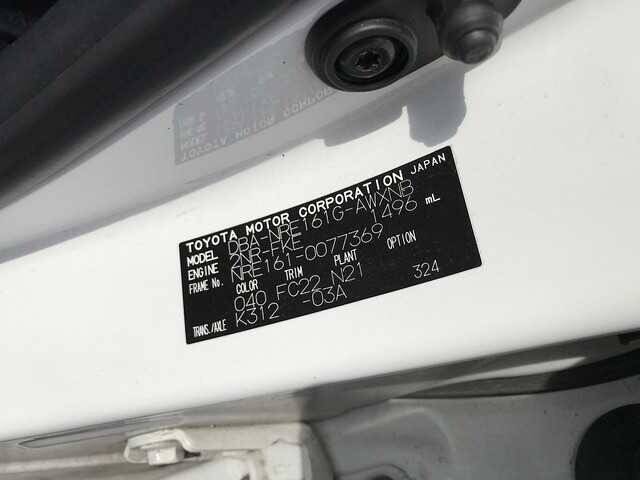 TOYOTA MOTOR CORPORATION JAPAN
MODEL DBA-NRE161G-AWXNB
ENGINE 2NR-FKE 1496 mL
FRAME No. NRE161-0077369
COLOR TRIM PLANT OPTION
040 FC22 N21 324
TRANS./AXLE K312 -03A